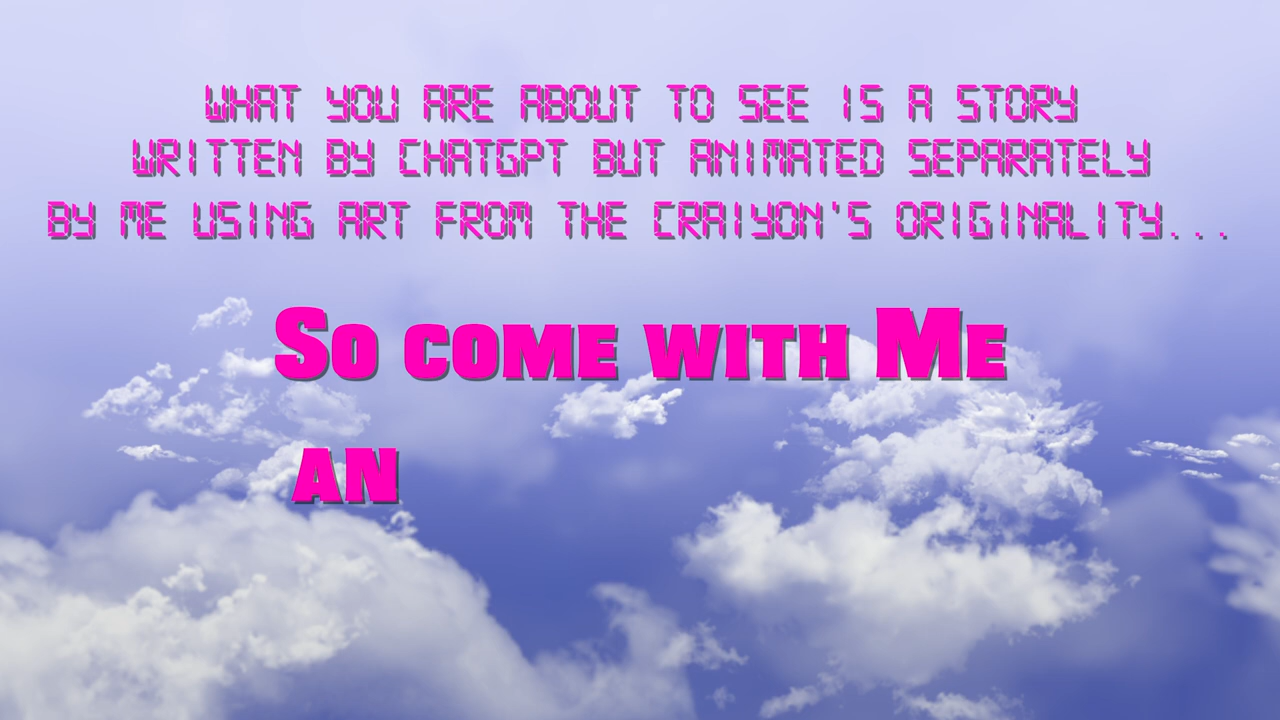 WHAT YOU ARE ABOUT TO SEE IS A STORY
WRITTEN BY CHATGPT BUT ANIMATED SEPARATELY
BY ME USING ART FROM THE CRAIYON'S ORIGINALITY...
So come with Me
an